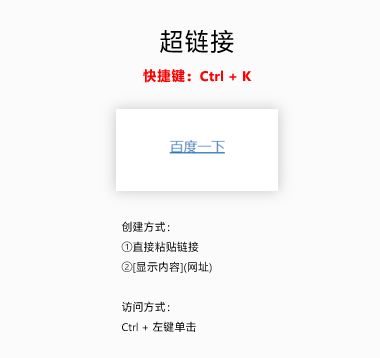 超链接
快捷键：Ctrl + K
百度一下
创建方式：
①直接粘贴链接
②[显示内容](网址)
访问方式：
Ctrl + 左键单击